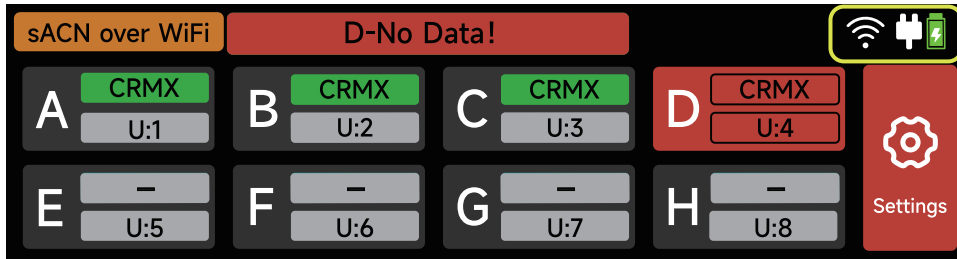 sACN over WiFi
D-No Data!
A
CRMX
U:1
B
CRMX
U:2
C
CRMX
U:3
D
CRMX
U:4
E
–
U:5
F
–
U:6
G
–
U:7
H
–
U:8
Settings